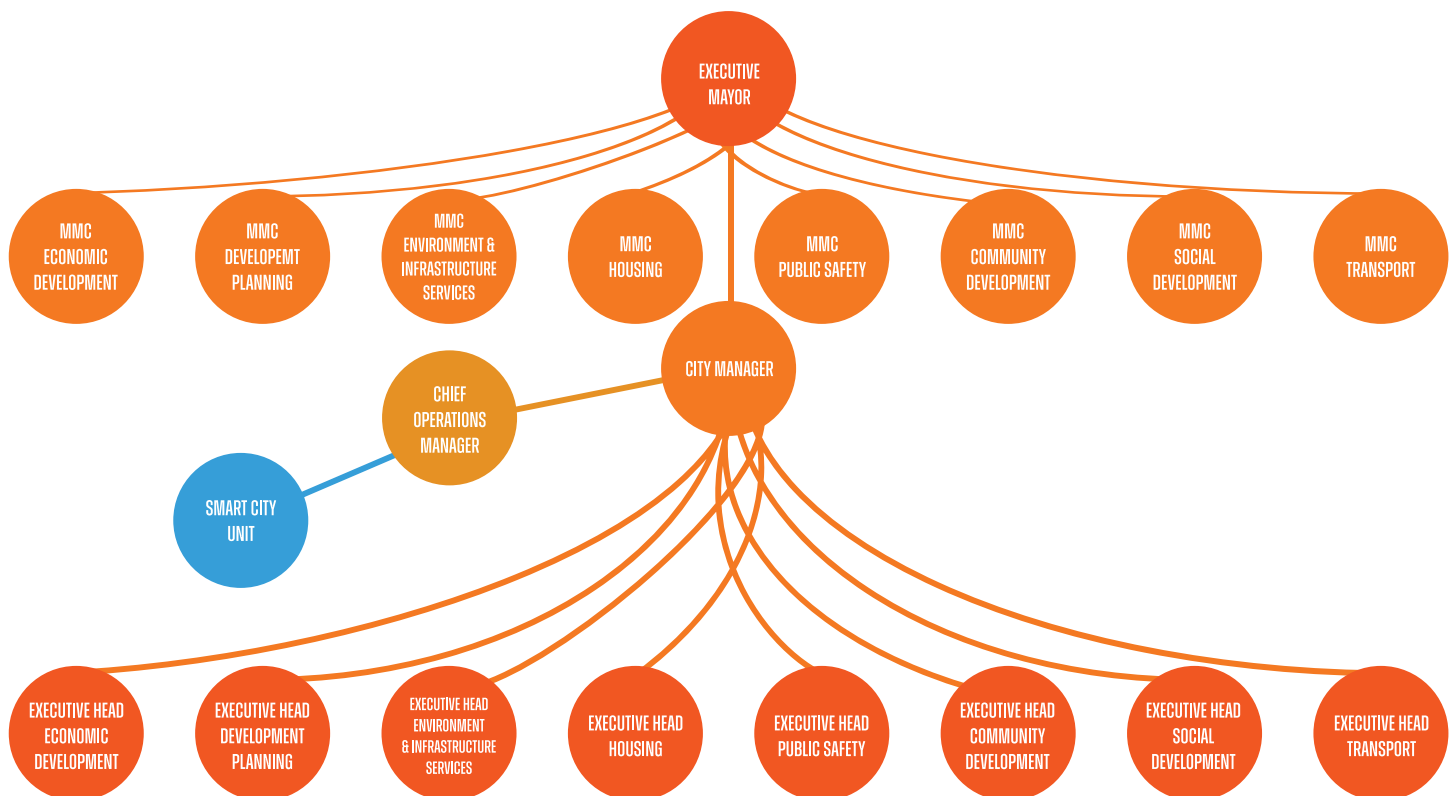 EXECUTIVE
MAYOR
MMC
ECONOMIC
DEVELOPMENT
MMC
DEVELOPEMT
PLANNING
MMC
ENVIRONMENT &
INFRASTRUCTURE
SERVICES
MMC
HOUSING
MMC
PUBLIC SAFETY
MMC
COMMUNITY
DEVELOPMENT
MMC
SOCIAL
DEVELOPMENT
MMC
TRANSPORT
CITY MANAGER
CHIEF
OPERATIONS
MANAGER
SMART CITY
UNIT
EXECUTIVE HEAD
ECONOMIC
DEVELOPMENT
EXECUTIVE HEAD
DEVELOPMENT
PLANNING
EXECUTIVE HEAD
ENVIRONMENT
& INFRASTRUCTURE
SERVICES
EXECUTIVE HEAD
HOUSING
EXECUTIVE HEAD
PUBLIC SAFETY
EXECUTIVE HEAD
COMMUNITY
DEVELOPMENT
EXECUTIVE HEAD
SOCIAL
DEVELOPMENT
EXECUTIVE HEAD
TRANSPORT